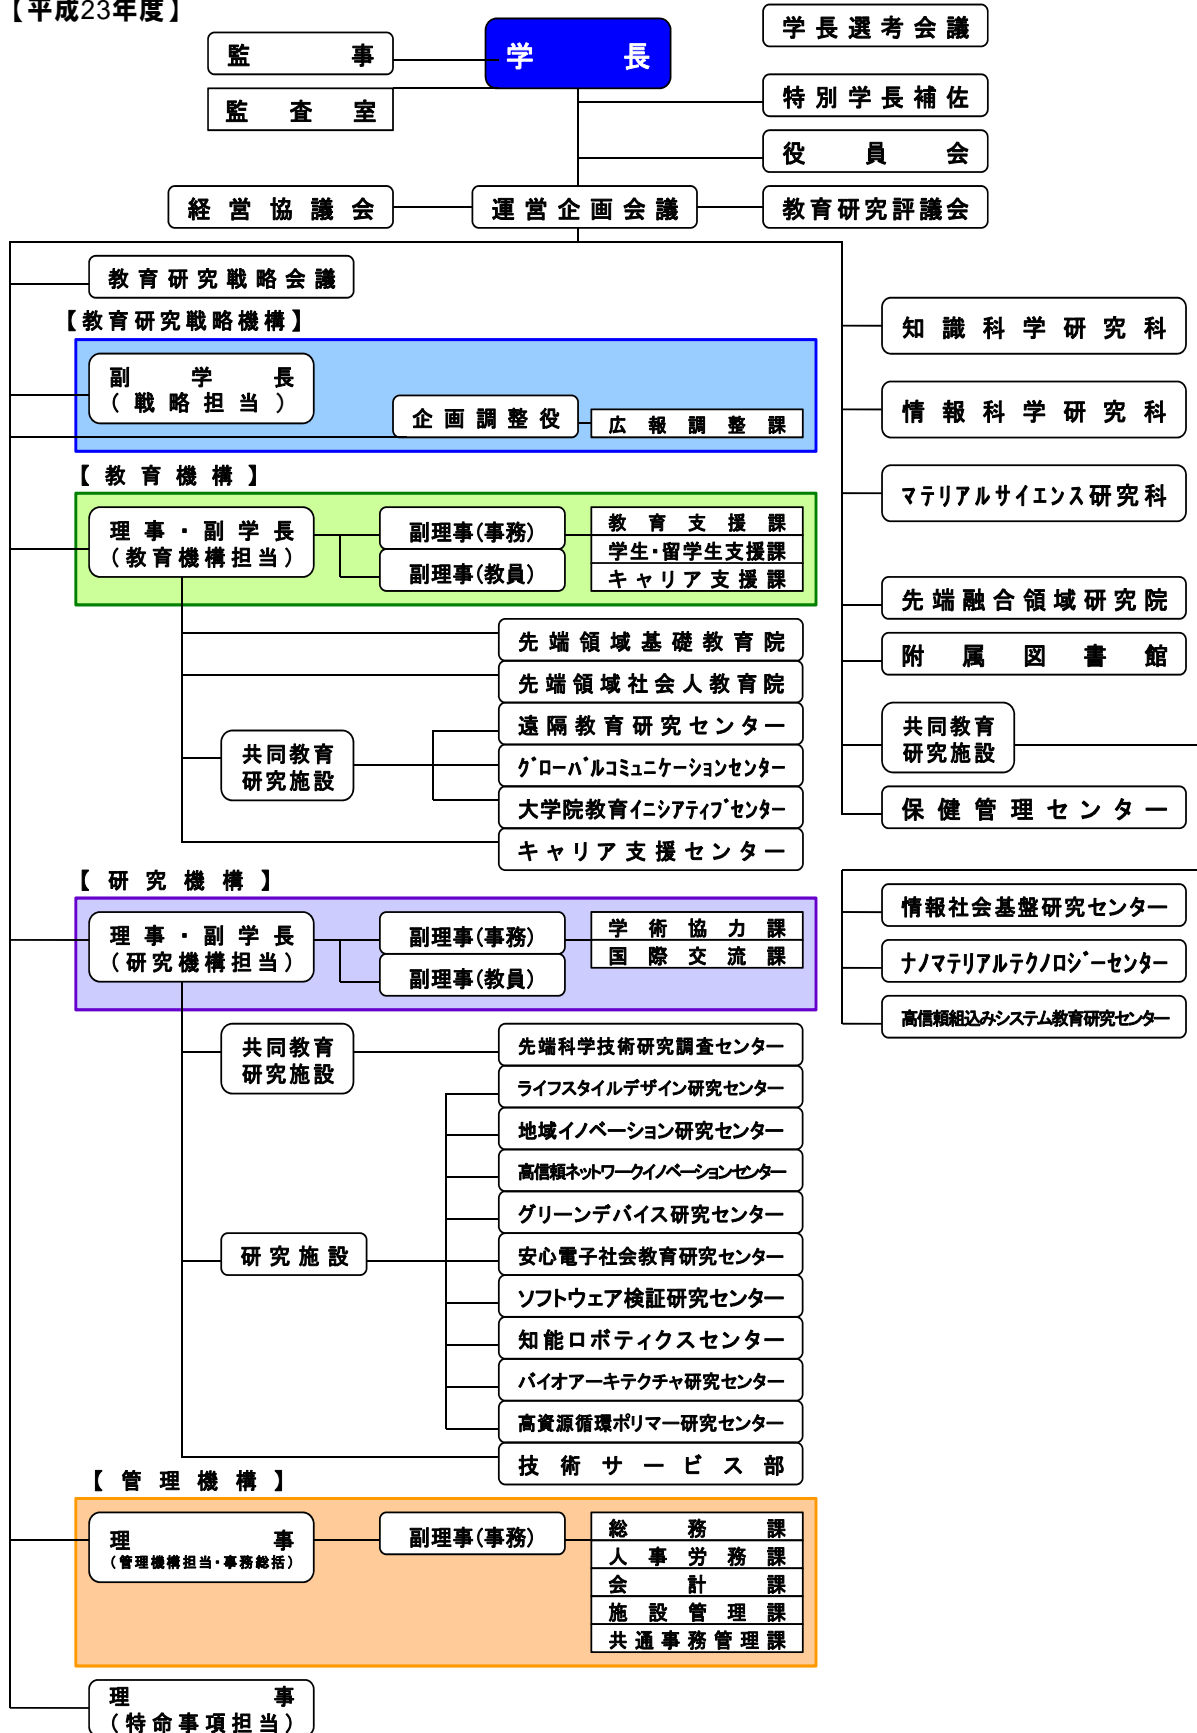 【平成23年度】
学長
監事
監査室
学長選考会議
特別学長補佐
役員会
経営協議会
運営企画会議
教育研究評議会
教育研究戦略会議
【教育研究戦略機構】
副学長
(戦略担当)
企画調整役
広報調整課
【教育機構】
理事・副学長
(教育機構担当)
副理事(事務)
副理事(教員)
教育支援課
学生・留学生支援課
キャリア支援課
先端領域基礎教育院
先端領域社会人教育院
共同教育
研究施設
遠隔教育研究センター
グローバルコミュニケーションセンター
大学院教育イニシアティブセンター
キャリア支援センター
【研究機構】
理事・副学長
(研究機構担当)
副理事(事務)
副理事(教員)
学術協力課
国際交流課
共同教育
研究施設
先端科学技術研究調査センター
研究施設
ライフスタイルデザイン研究センター
地域イノベーション研究センター
高信頼ネットワークイノベーションセンター
グリーンデバイス研究センター
安心電子社会教育研究センター
ソフトウェア検証研究センター
知能ロボティクスセンター
バイオアーキテクチャ研究センター
高資源循環ポリマー研究センター
技術サービス部
【管理機構】
理事
(管理機構担当・事務総括)
副理事(事務)
総務課
人事労務課
会計課
施設管理課
共通事務管理課
理事
(特命事項担当)
知識科学研究科
情報科学研究科
マテリアルサイエンス研究科
先端融合領域研究院
附属図書館
共同教育
研究施設
保健管理センター
情報社会基盤研究センター
ナノマテリアルテクノロジーセンター
高信頼組込みシステム教育研究センター